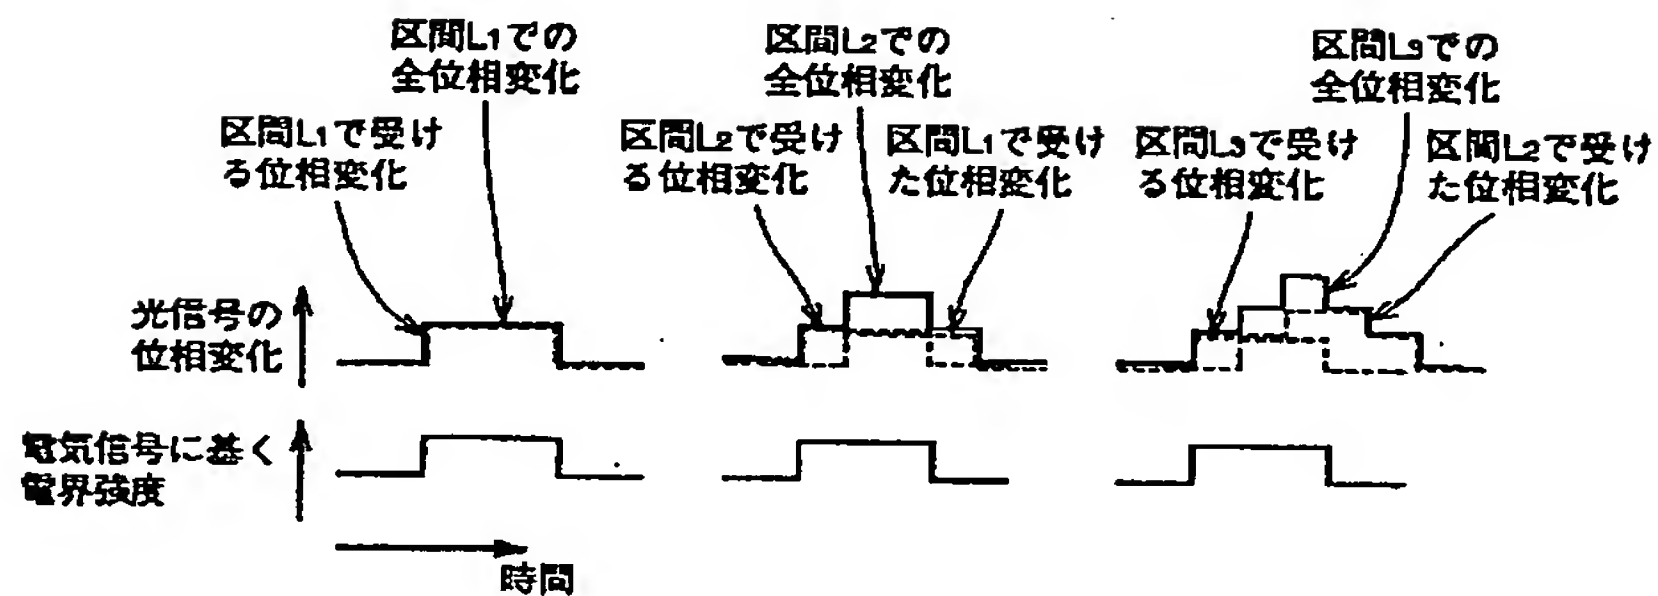 区間L1での
全位相変化
区間L1で受け
る位相変化
区間L2での
全位相変化
区間L2で受け
る位相変化
区間L1で受け
た位相変化
区間L3での
全位相変化
区間L3で受け
る位相変化
区間L2で受け
た位相変化
光信号の
位相変化
電気信号に基く
電界強度
時間